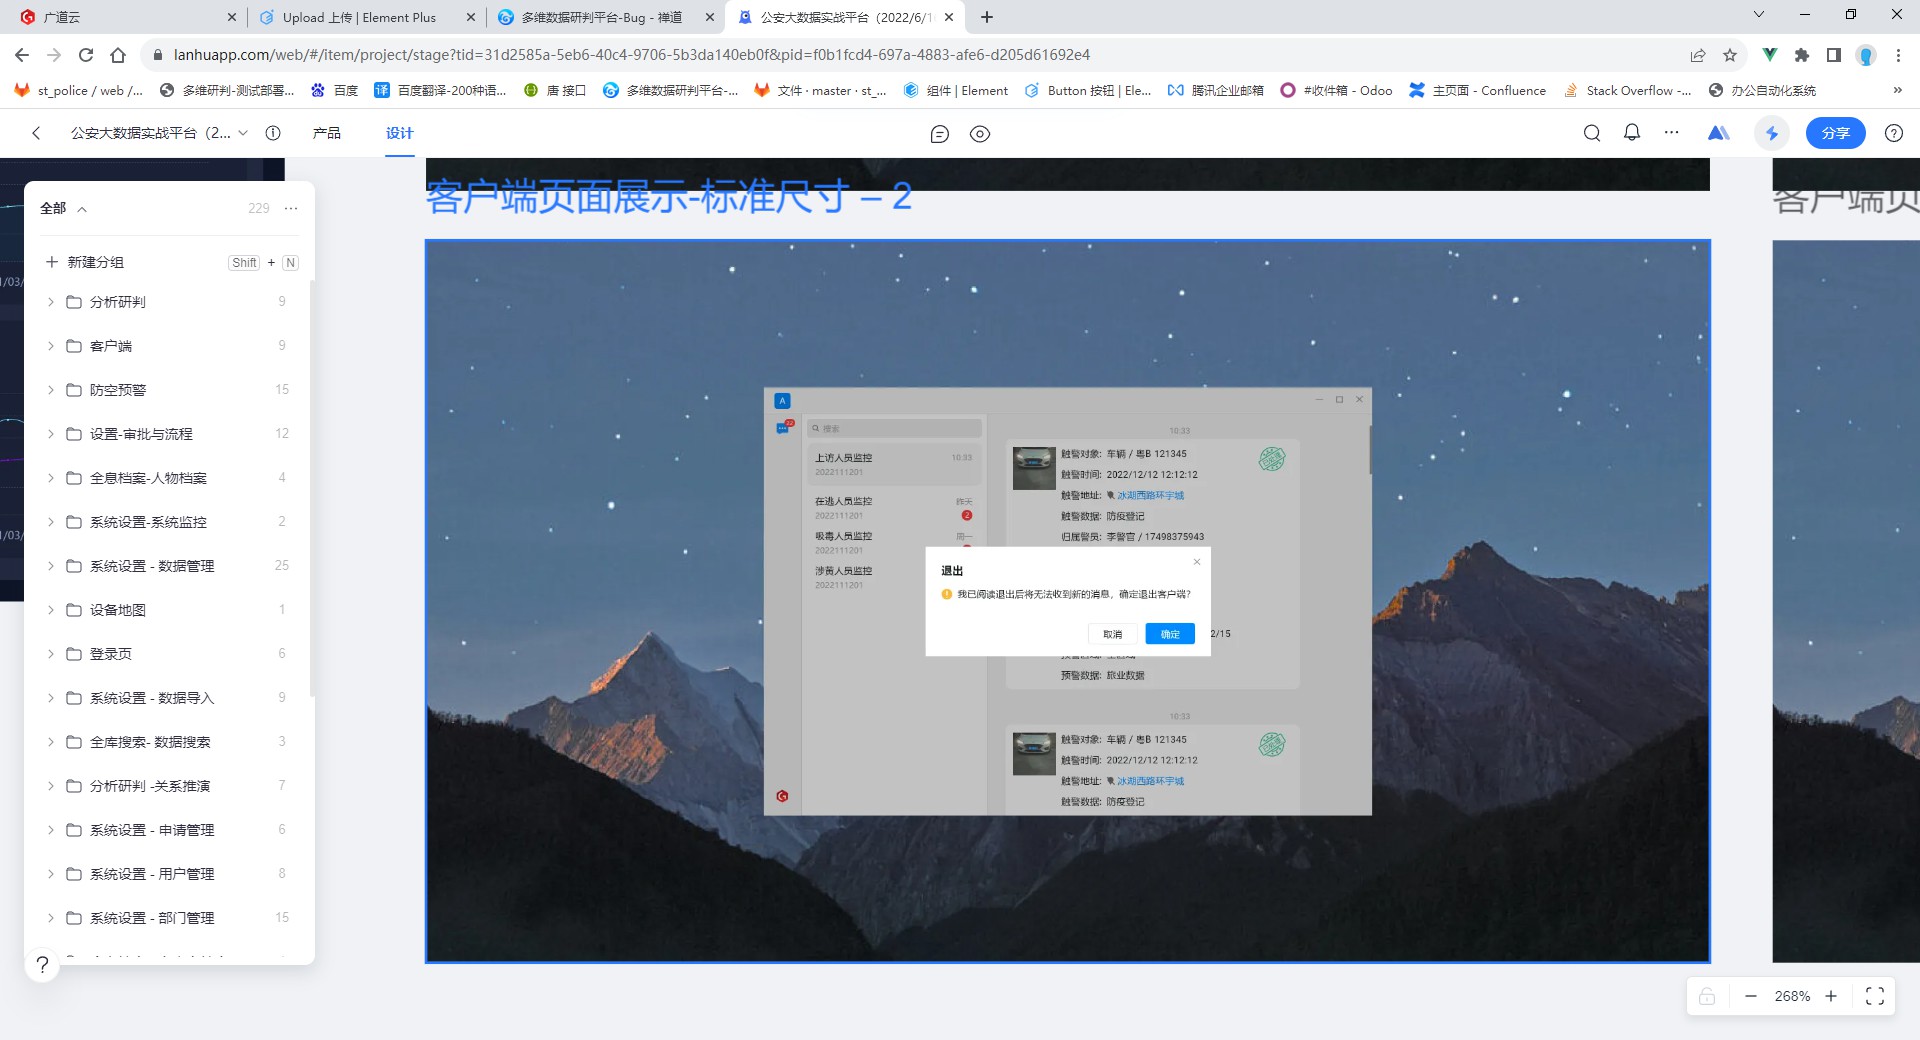 广道云
Upload 上传 | Element Plus
多维数据研判平台-Bug - 禅道
公安大数据实战平台（2022/6/1
lanhuapp.com/web/#/item/project/stage?tid=31d2585a-5eb6-40c4-9706-5b3da140eb0f&pid=f0b1fcd4-697a-4883-afe6-d205d61692e4
st_police / web /...
多维研判-测试部署...
百度
译 百度翻译-200种语...
唐 接口
多维数据研判平台-...
文件 · master · st_...
组件 | Element
Button 按钮 | Ele...
腾讯企业邮箱
#收件箱 - Odoo
主页面 - Confluence
Stack Overflow -...
办公自动化系统
»
公安大数据实战平台（2...
产品
设计
分享
客户端页面展示-标准尺寸 – 2
客户端页
全部 229 ...
新建分组 Shift + N
分析研判 9
客户端 9
防空预警 15
设置-审批与流程 12
全息档案-人物档案 4
系统设置-系统监控 2
系统设置 - 数据管理 25
设备地图 1
登录页 6
系统设置 - 数据导入 9
全库搜索- 数据搜索 3
分析研判 -关系推演 7
系统设置 - 申请管理 6
系统设置 - 用户管理 8
系统设置 - 部门管理 15
?
1/03/
1/03/
A
22
搜索
上访人员监控 10:33
2022111201
在逃人员监控 昨天
2022111201 2
吸毒人员监控 周一
2022111201
涉黄人员监控
2022111201
10:33
触警对象: 车辆 / 粤B 121345
触警时间: 2022/12/12 12:12:12
触警地址: 冰湖西路环宇城
触警数据: 防疫登记
归属警员: 李警官 / 17498375943
退出
我已阅读退出后将无法收到新的消息，确定退出客户端?
取消
确定
2/15
预警数据: 旅业数据
10:33
触警对象: 车辆 / 粤B 121345
触警时间: 2022/12/12 12:12:12
触警地址: 冰湖西路环宇城
触警数据: 防疫登记
268%